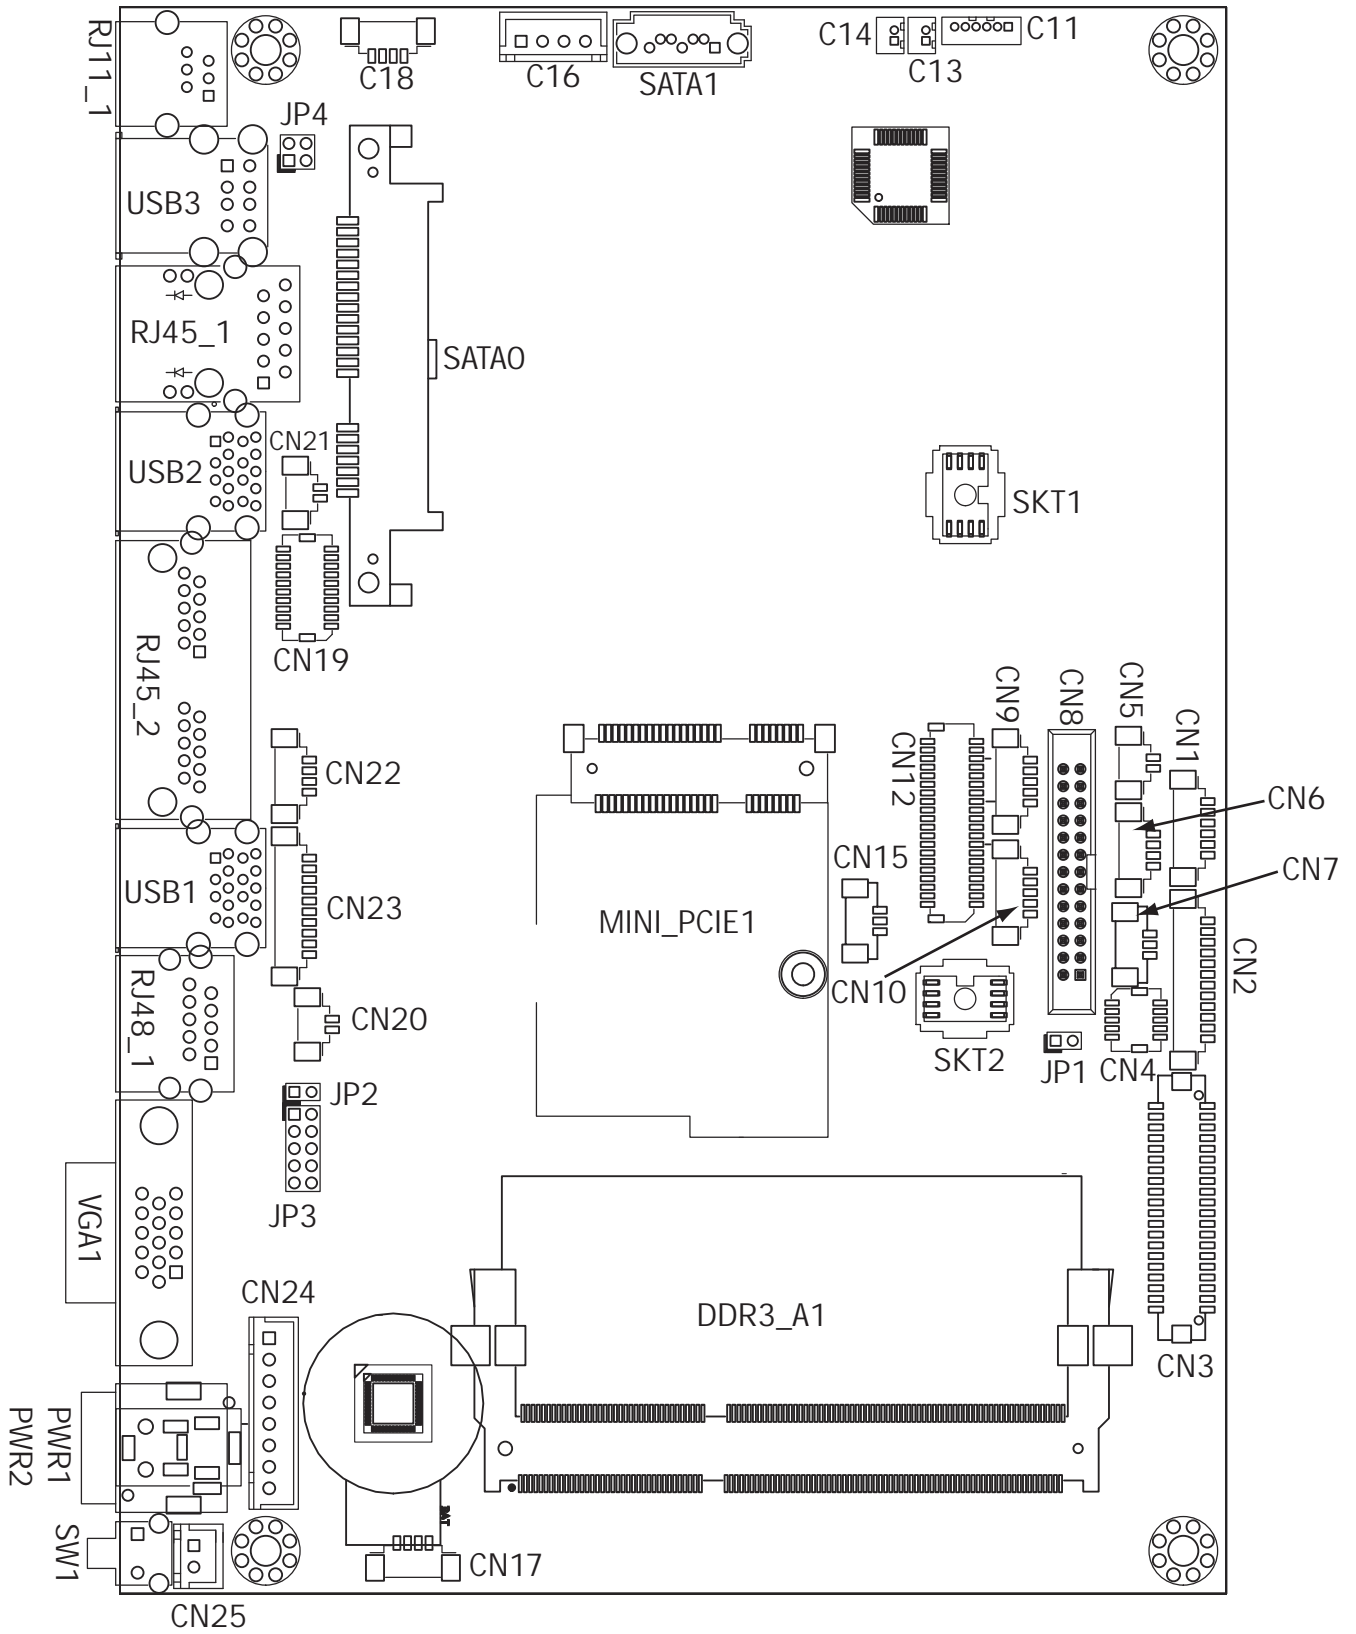 RJ11_1
C18
C16
SATA1
C14
C13
C11
JP4
USB3
RJ45_1
SATA0
CN21
USB2
SKT1
CN19
RJ45_2
CN22
CN9
CN8
CN5
CN1
CN12
CN6
CN15
CN7
USB1
CN23
MINI_PCIE1
CN10
CN2
RJ48_1
CN20
SKT2
JP1
CN4
JP2
JP3
VGA1
CN24
DDR3_A1
CN3
PWR1
PWR2
BAT
SW1
CN17
CN25